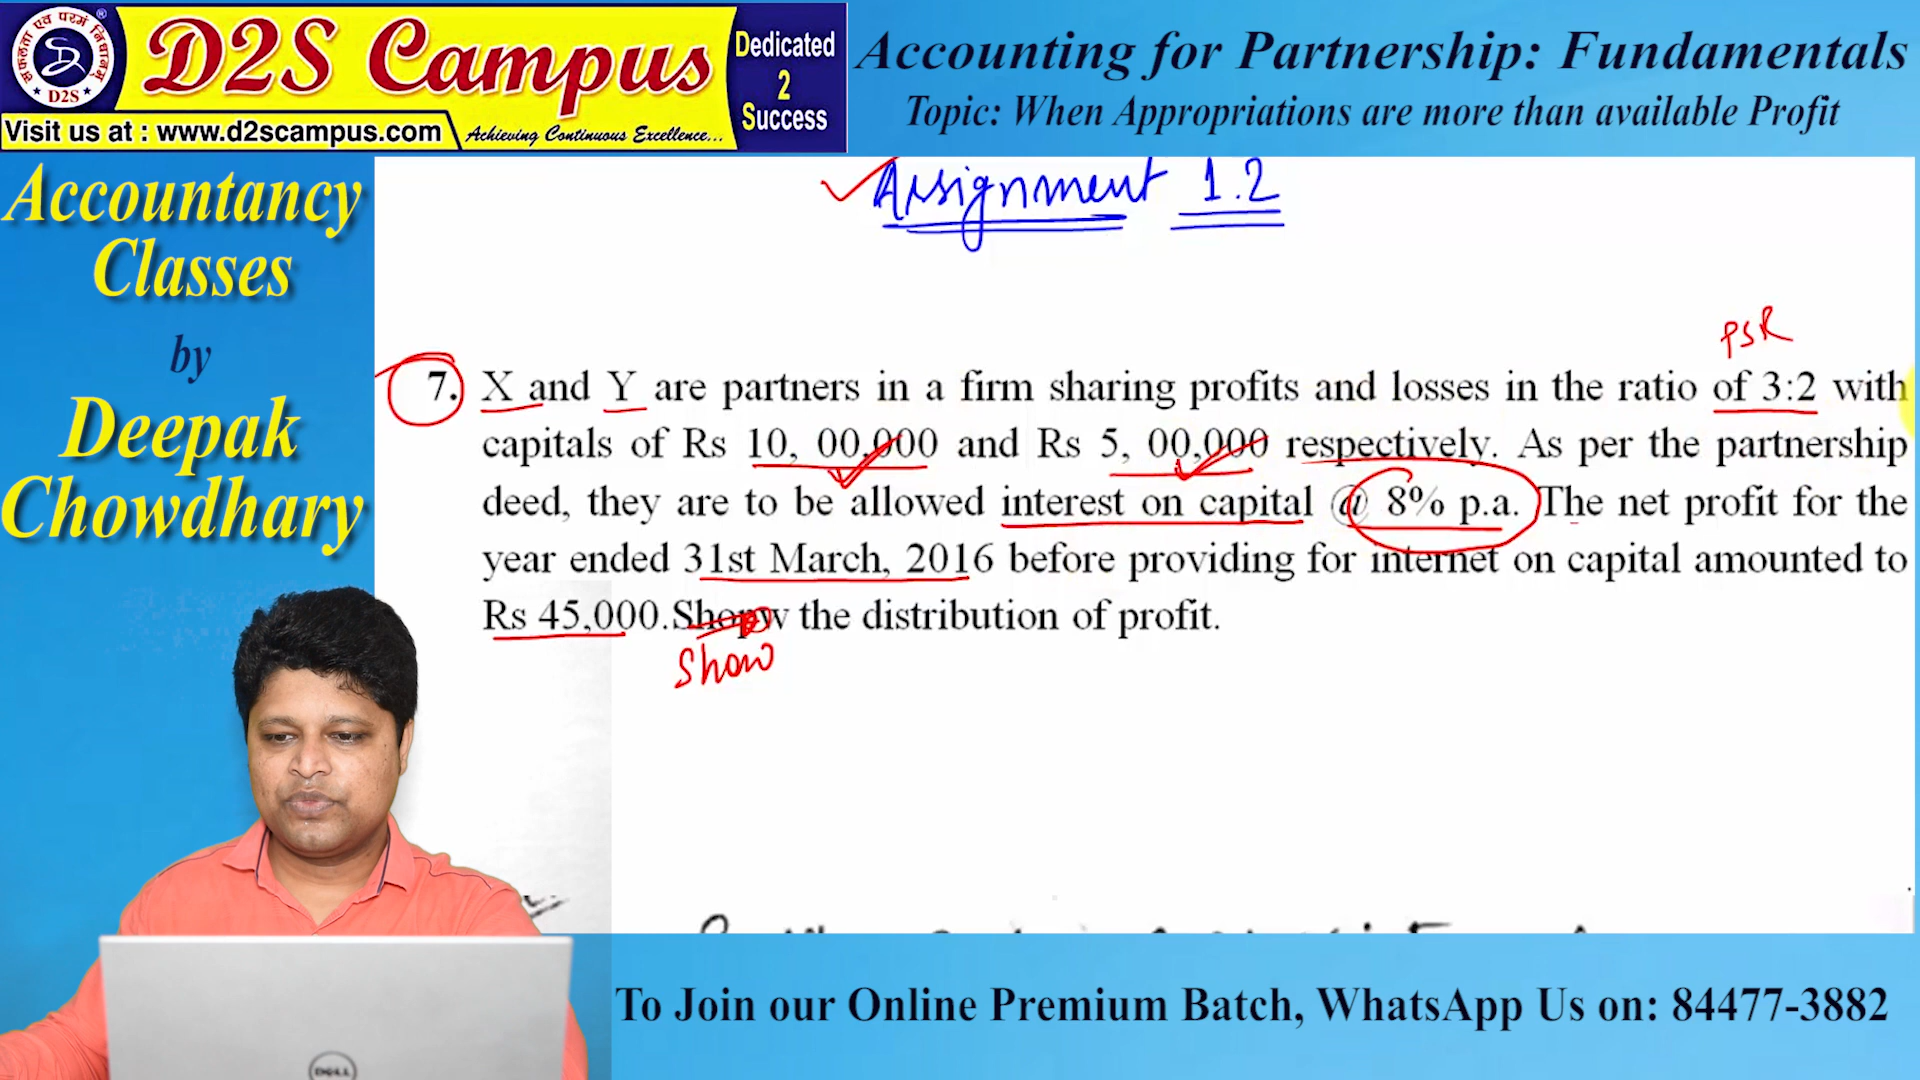 सफलता एवं परमं निधानम्
D2S
D2S Campus
Dedicated
2
Success
Visit us at : www.d2scampus.com
Achieving Continuous Excellence...
Accounting for Partnership: Fundamentals
Topic: When Appropriations are more than available Profit
Accountancy
Classes
by
Deepak
Chowdhary
Assignment 1.2
PSR
7. X and Y are partners in a firm sharing profits and losses in the ratio of 3:2 with
capitals of Rs 10, 00,000 and Rs 5, 00,000 respectively. As per the partnership
deed, they are to be allowed interest on capital @ 8% p.a. The net profit for the
year ended 31st March, 2016 before providing for internet on capital amounted to
Rs 45,000.Shopw the distribution of profit.
Show
DELL
To Join our Online Premium Batch, WhatsApp Us on: 84477-3882